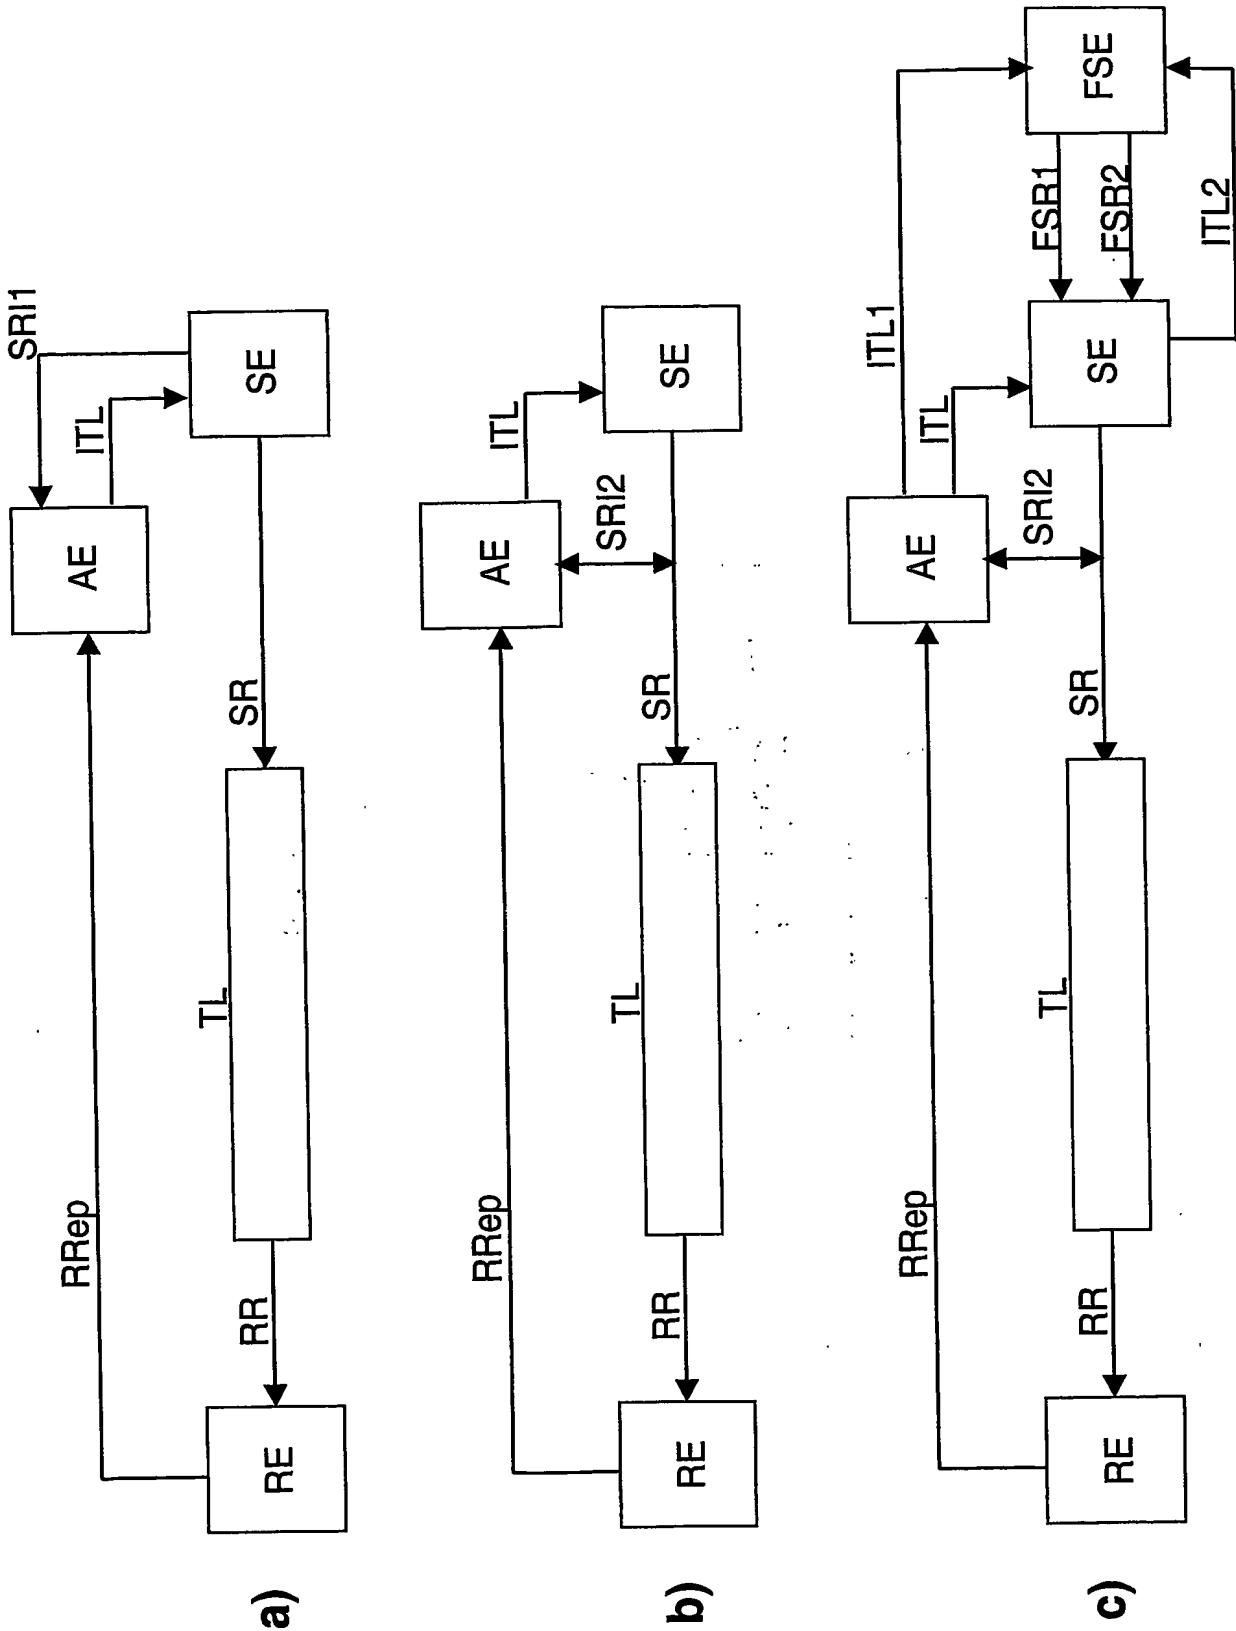 a)
RE
RRep
RR
TL
SR
AE
ITL
SRI1
SE
b)
RE
RRep
RR
TL
SR
AE
SRI2
ITL
SE
c)
RE
RRep
RR
TL
SR
AE
SRI2
ITL
ITL1
SE
FSR1
FSR2
ITL2
FSE